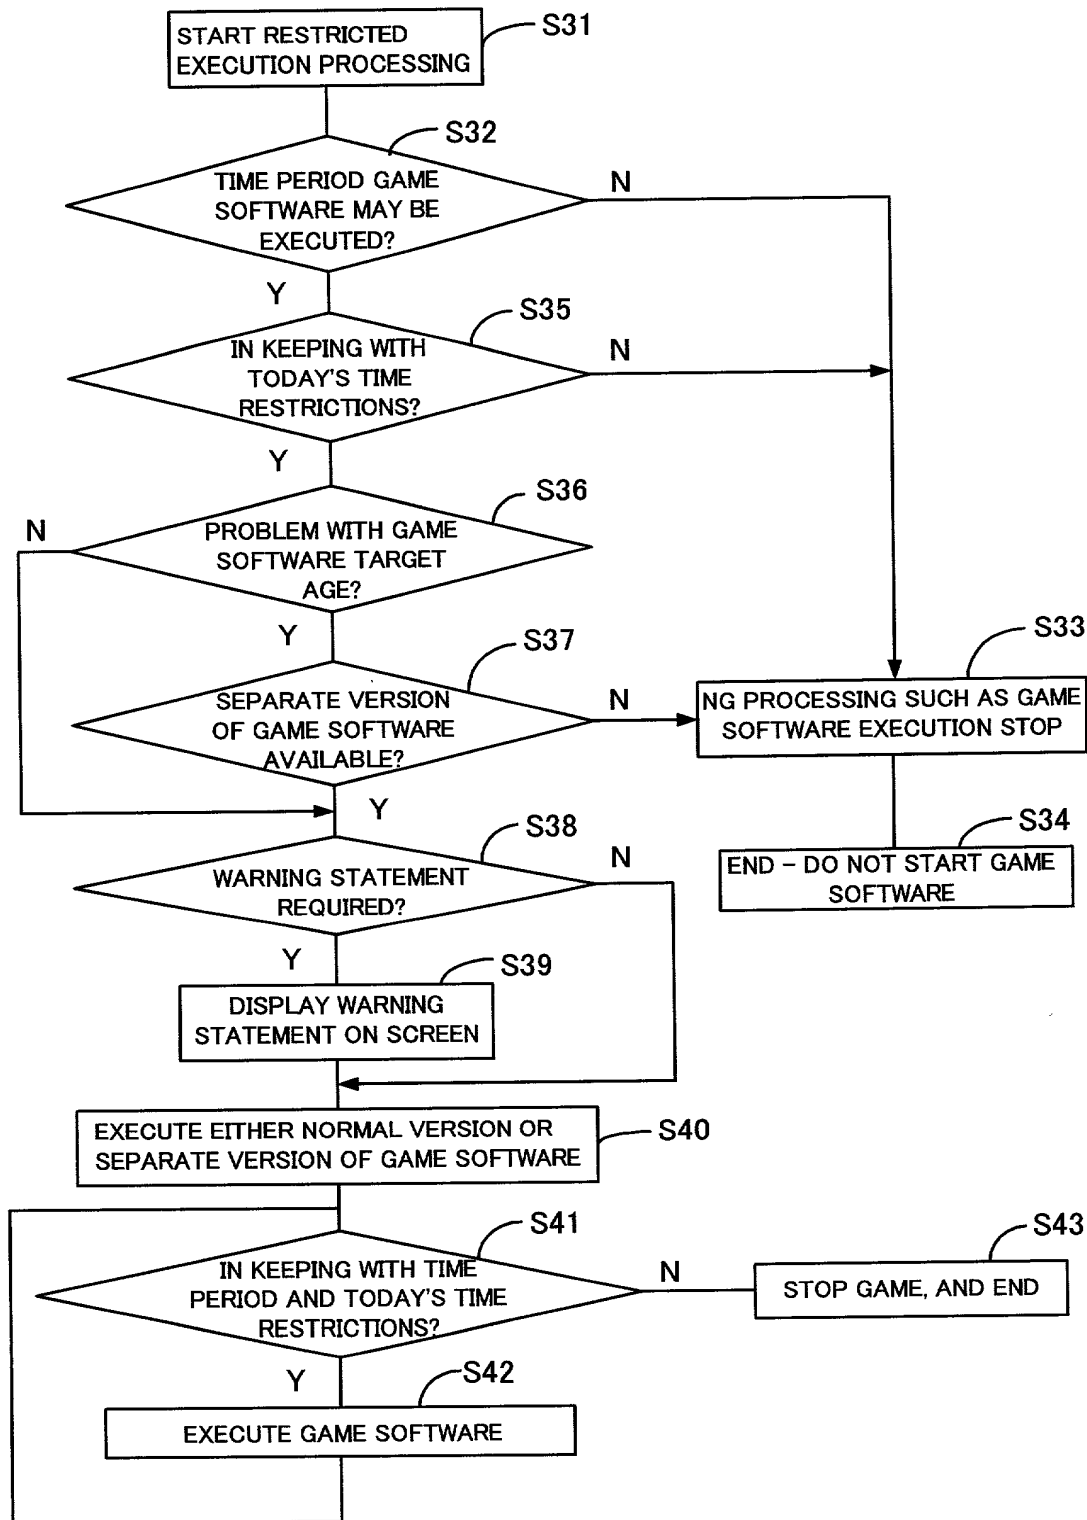 START RESTRICTED
EXECUTION PROCESSING
S31
S32
TIME PERIOD GAME
SOFTWARE MAY BE
EXECUTED?
N
Y
S35
IN KEEPING WITH
TODAY'S TIME
RESTRICTIONS?
N
Y
S36
PROBLEM WITH GAME
SOFTWARE TARGET
AGE?
N
Y
S37
SEPARATE VERSION
OF GAME SOFTWARE
AVAILABLE?
N
Y
S33
NG PROCESSING SUCH AS GAME
SOFTWARE EXECUTION STOP
S34
END – DO NOT START GAME
SOFTWARE
S38
WARNING STATEMENT
REQUIRED?
N
Y
S39
DISPLAY WARNING
STATEMENT ON SCREEN
EXECUTE EITHER NORMAL VERSION OR
SEPARATE VERSION OF GAME SOFTWARE
S40
S41
IN KEEPING WITH TIME
PERIOD AND TODAY'S TIME
RESTRICTIONS?
N
Y
S43
STOP GAME, AND END
S42
EXECUTE GAME SOFTWARE